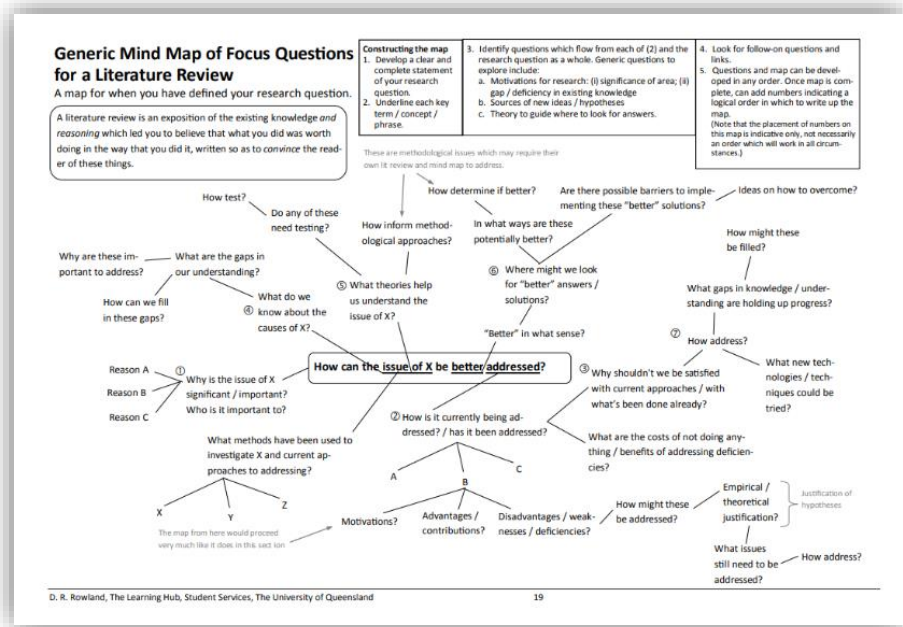 Generic Mind Map of Focus Questions
for a Literature Review
A map for when you have defined your research question.
A literature review is an exposition of the existing knowledge and
reasoning which led you to believe that what you did was worth
doing in the way that you did it, written so as to convince the read-
er of these things.
Constructing the map
1. Develop a clear and
complete statement
of your research
question.
2. Underline each key
term / concept /
phrase.
3. Identify questions which flow from each of (2) and the
research question as a whole. Generic questions to
explore include:
a. Motivations for research: (i) significance of area; (ii)
gap / deficiency in existing knowledge
b. Sources of new ideas / hypotheses
c. Theory to guide where to look for answers.
4. Look for follow-on questions and
links.
5. Questions and map can be devel-
oped in any order. Once map is com-
plete, can add numbers indicating a
logical order in which to write up the
map.
(Note that the placement of numbers on
this map is indicative only, not necessarily
an order which will work in all circum-
stances.)
These are methodological issues which may require their
own lit review and mind map to address.
How test?
Do any of these
need testing?
How determine if better?
How inform method-
ological approaches?
In what ways are these
potentially better?
Are there possible barriers to imple-
menting these "better" solutions?
Ideas on how to overcome?
How might these
be filled?
Why are these im-
portant to address?
What are the gaps in
our understanding?
How can we fill
in these gaps?
④ What do we
know about the
causes of X?
⑤ What theories help
us understand the
issue of X?
⑥ Where might we look
for "better" answers /
solutions?
"Better" in what sense?
What gaps in knowledge / under-
standing are holding up progress?
⑦
How address?
What new tech-
nologies / tech-
niques could be
tried?
How can the issue of X be better addressed?
Reason A
Reason B
Reason C
①
Why is the issue of X
significant / important?
Who is it important to?
③ Why shouldn't we be satisfied
with current approaches / with
what's been done already?
② How is it currently being ad-
dressed? / has it been addressed?
What are the costs of not doing any-
thing / benefits of addressing deficien-
cies?
What methods have been used to
investigate X and current ap-
proaches to addressing?
X
Y
Z
A
B
C
The map from here would proceed
very much like it does in this sect ion
Motivations?
Advantages /
contributions?
Disadvantages / weak-
nesses / deficiencies?
How might these
be addressed?
Empirical /
theoretical
justification?
Justification of
hypotheses
What issues
still need to be
addressed?
How address?
D. R. Rowland, The Learning Hub, Student Services, The University of Queensland
19